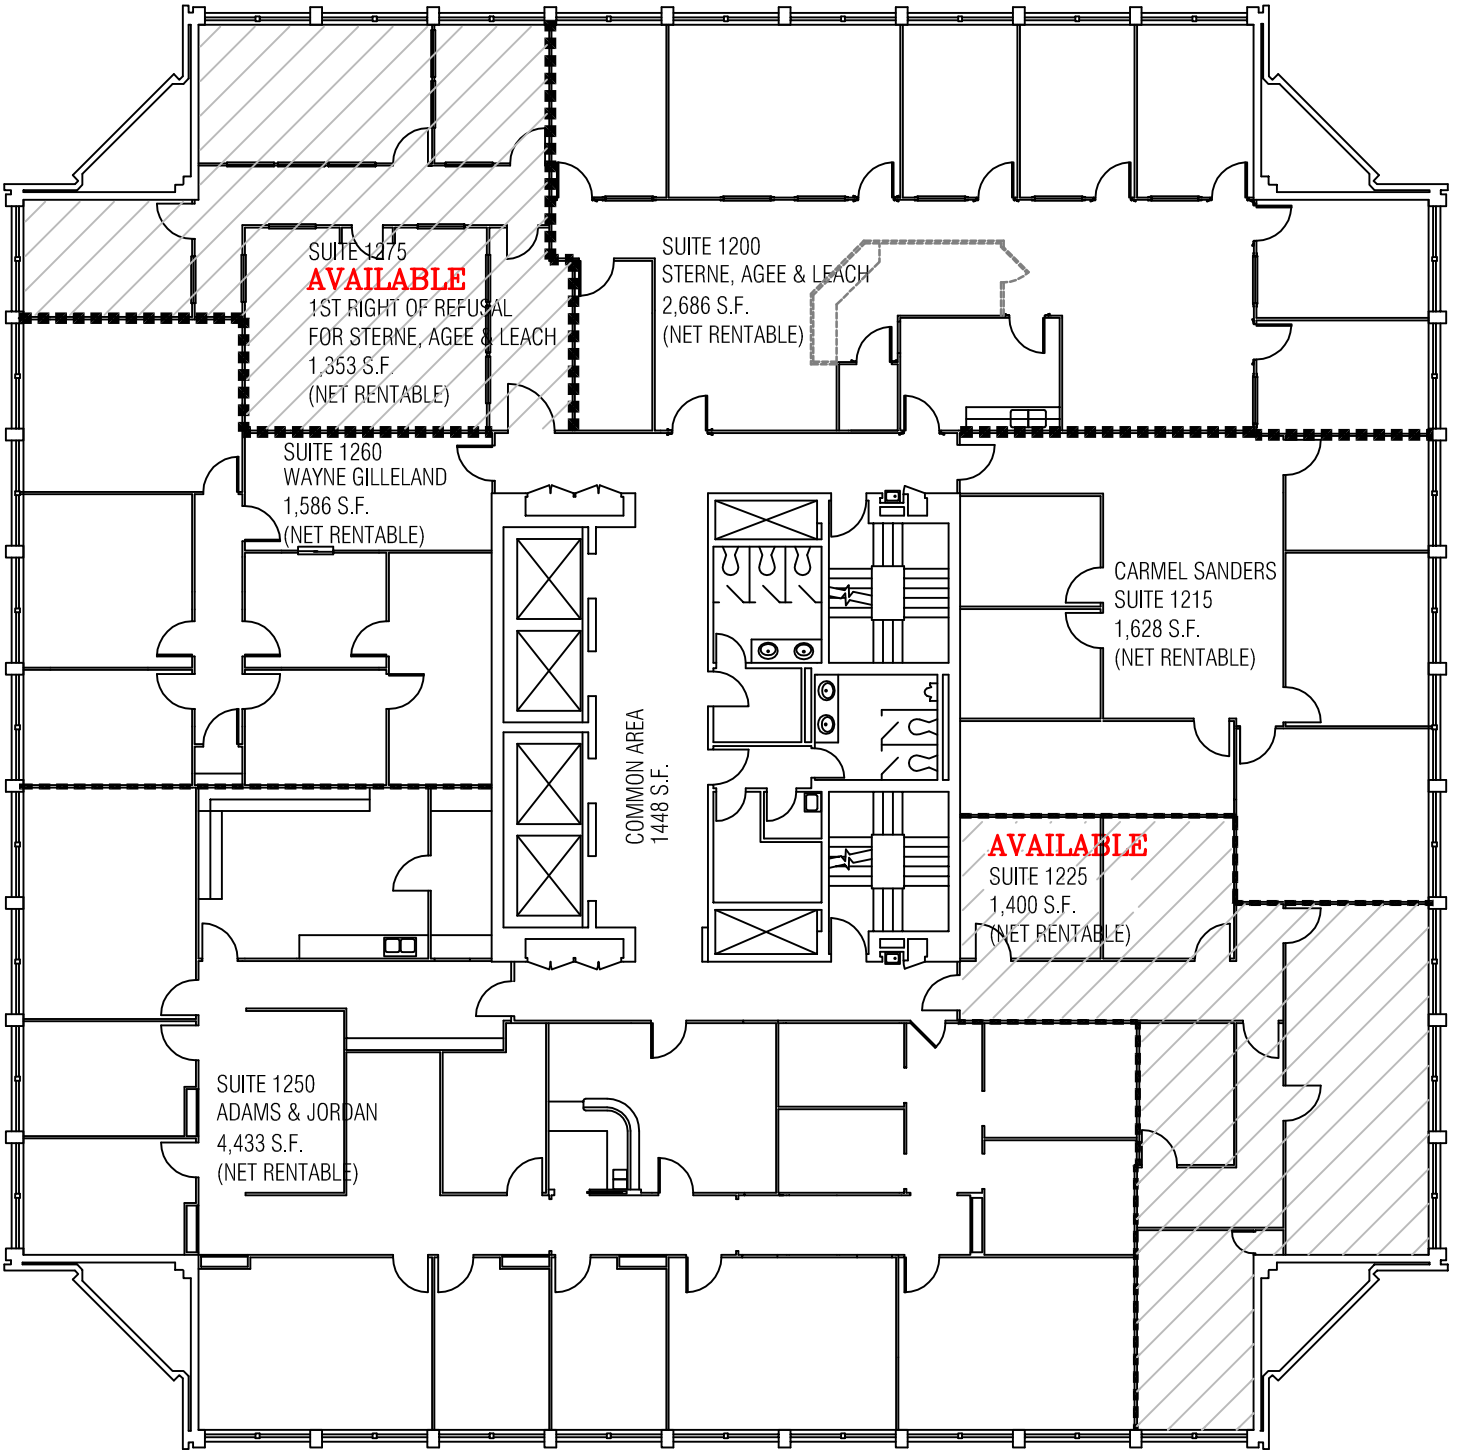 SUITE 1275
AVAILABLE
1ST RIGHT OF REFUSAL
FOR STERNE, AGEE & LEACH
1,353 S.F.
(NET RENTABLE)
SUITE 1200
STERNE, AGEE & LEACH
2,686 S.F.
(NET RENTABLE)
SUITE 1260
WAYNE GILLELAND
1,586 S.F.
(NET RENTABLE)
CARMEL SANDERS
SUITE 1215
1,628 S.F.
(NET RENTABLE)
COMMON AREA
1448 S.F.
AVAILABLE
SUITE 1225
1,400 S.F.
(NET RENTABLE)
SUITE 1250
ADAMS & JORDAN
4,433 S.F.
(NET RENTABLE)